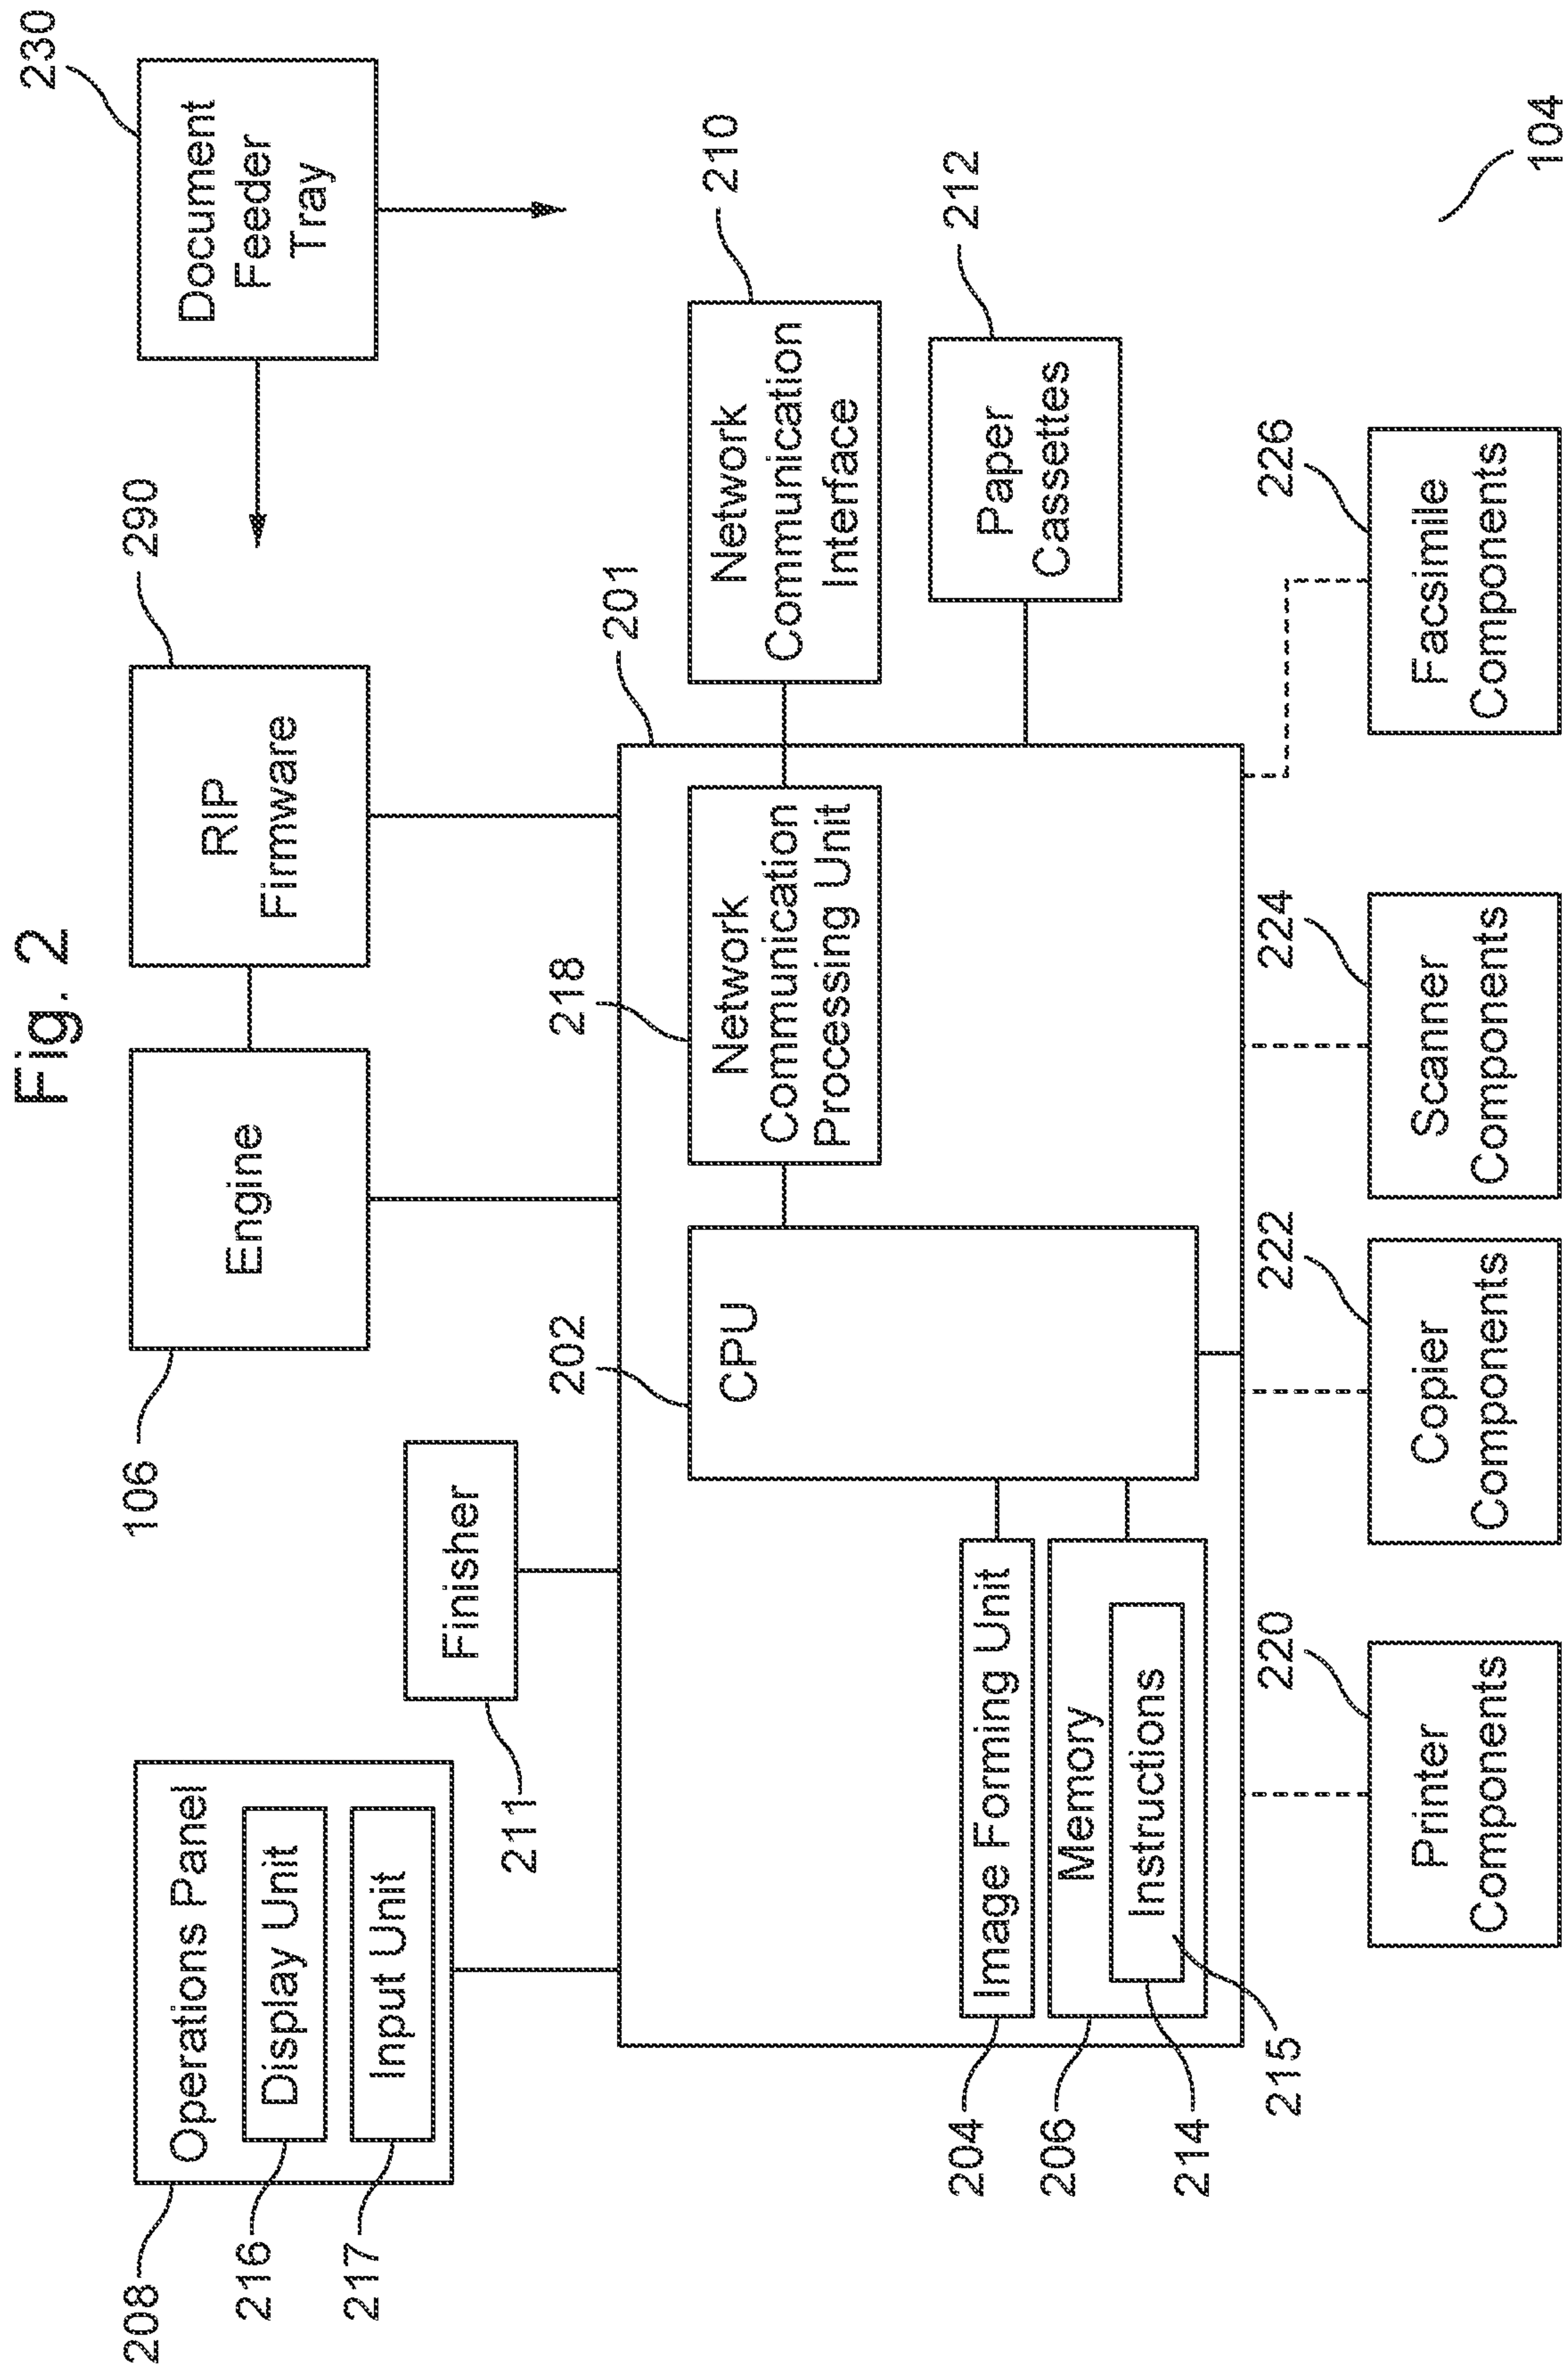 Fig. 2
230
Document
Feeder
Tray
290
RIP
Firmware
106
Engine
211
Finisher
208
Operations Panel
216
Display Unit
217
Input Unit
201
202
CPU
218
Network
Communication
Processing Unit
210
Network
Communication
Interface
212
Paper
Cassettes
204
Image Forming Unit
206
Memory
214
Instructions
215
220
Printer
Components
222
Copier
Components
224
Scanner
Components
226
Facsimile
Components
104